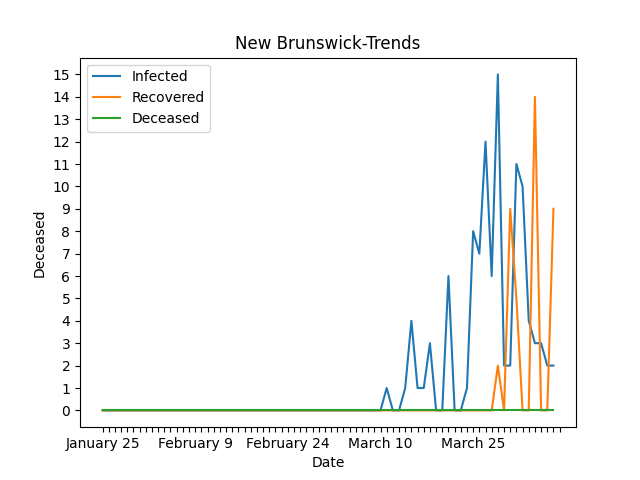 New Brunswick-Trends
Infected
Recovered
Deceased
15
14
13
12
11
10
9
8
7
6
5
4
3
2
1
0
Deceased
January 25 February 9 February 24 March 10 March 25
Date